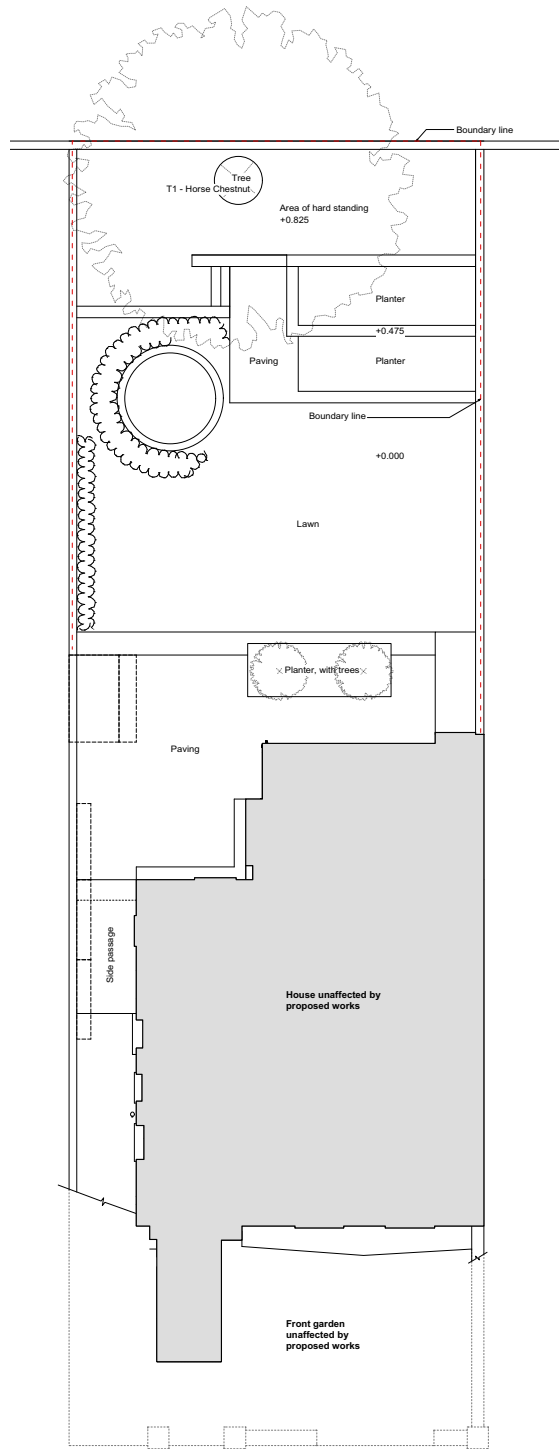 Boundary line
Tree
T1 - Horse Chestnut
Area of hard standing
+0.825
Planter
+0.475
Paving
Planter
Boundary line
+0.000
Lawn
Planter, with trees
Paving
Side passage
House unaffected by
proposed works
Front garden
unaffected by
proposed works